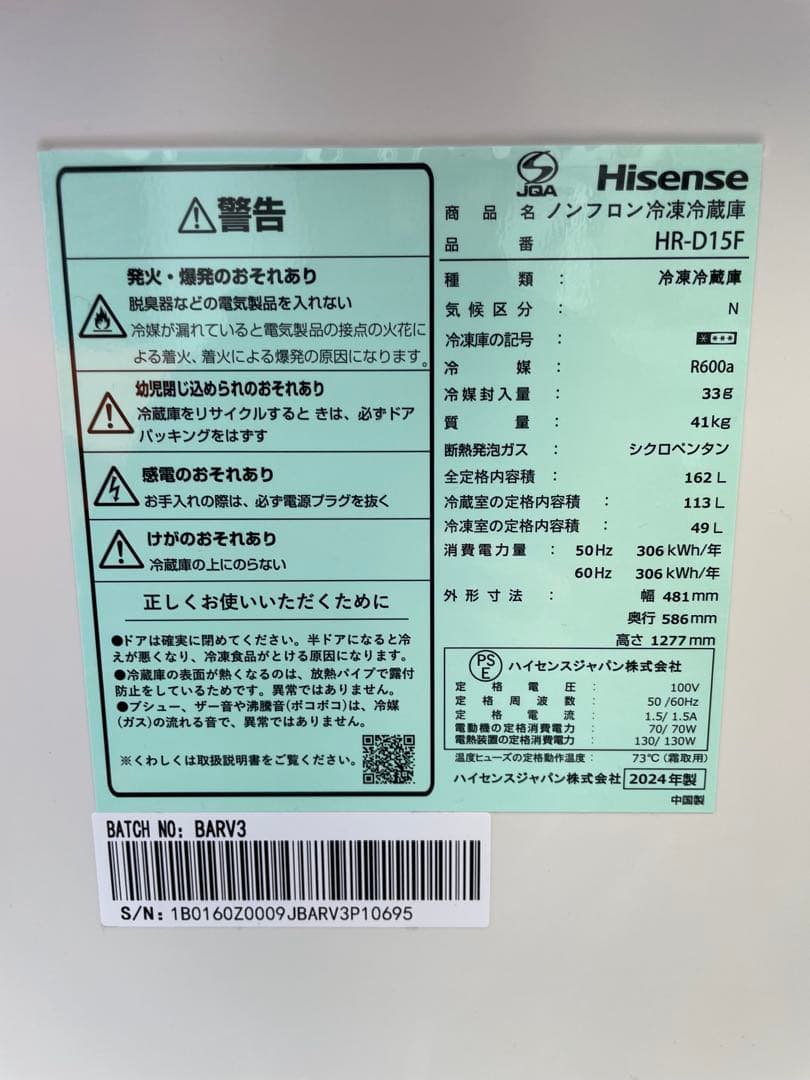 警告
発火・爆発のおそれあり
脱臭器などの電気製品を入れない
冷媒が漏れていると電気製品の接点の火花に
よる着火、着火による爆発の原因になります。
幼児閉じ込められのおそれあり
冷蔵庫をリサイクルすると きは、必ずドア
パッキングをはずす
感電のおそれあり
お手入れの際は、必ず電源プラグを抜く
けがのおそれあり
冷蔵庫の上にのらない
正しくお使いいただくために
●ドアは確実に閉めてください。半ドアになると冷
えが悪くなり、冷凍食品がとける原因になります。
●冷蔵庫の表面が熱くなるのは、放熱パイプで露付
防止をしているためです。異常ではありません。
●ブシュー、ザー音や沸騰音(ボコボコ)は、冷媒
(ガス)の流れる音で、異常ではありません。
※くわしくは取扱説明書をご覧ください。
JQA Hisense
商品名 ノンフロン冷凍冷蔵庫
品番 HR-D15F
種類 : 冷凍冷蔵庫
気候区分 : N
冷凍庫の記号 : ****
冷媒 : R600a
冷媒封入量 : 33g
質量 : 41kg
断熱発泡ガス : シクロペンタン
全定格内容積 : 162 L
冷蔵室の定格内容積 : 113 L
冷凍室の定格内容積 : 49 L
消費電力量 : 50Hz 306 kWh/年
60Hz 306 kWh/年
外形寸法 : 幅 481mm
奥行 586mm
高さ 1277mm
PSE ハイセンスジャパン株式会社
定格電圧 : 100V
定格周波数 : 50/60Hz
定格電流 : 1.5/ 1.5A
電動機の定格消費電力 : 70/ 70W
電熱装置の定格消費電力 : 130/ 130W
温度ヒューズの定格動作温度 : 73℃(霜取用)
ハイセンスジャパン株式会社 2024年製
中国製
BATCH NO: BARV3
S/N: 1B0160Z0009JBARV3P10695